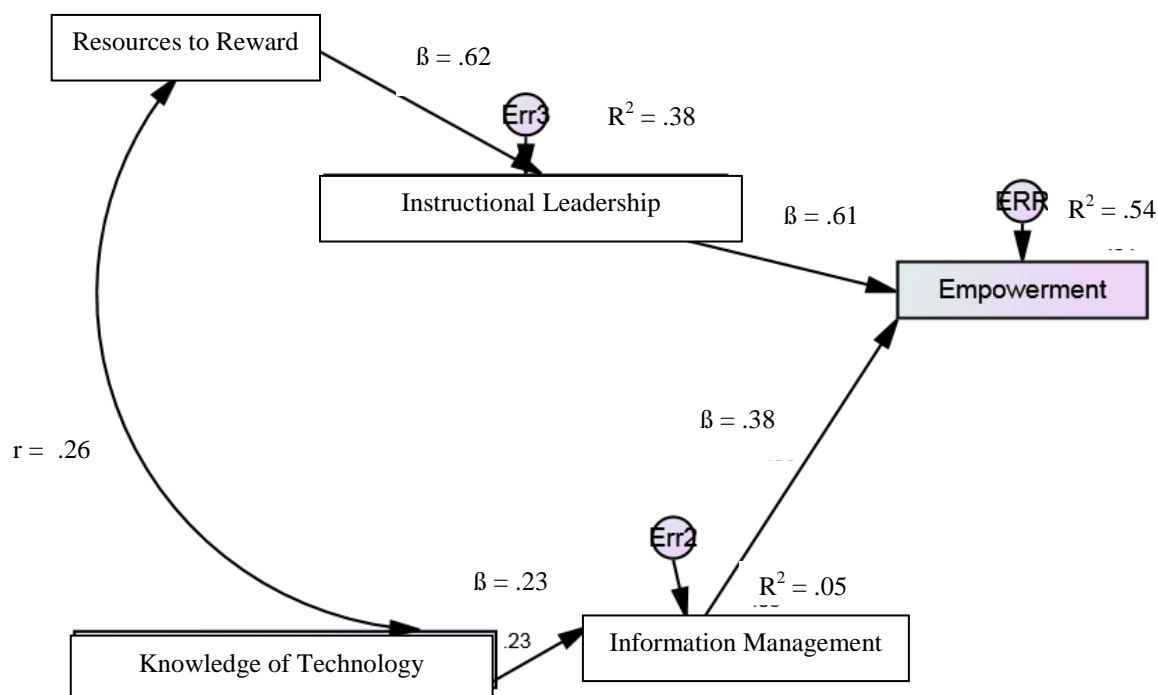 Resources to Reward
ß = .62
Err3
R² = .38
Instructional Leadership
ß = .61
ERR
R² = .54
Empowerment
ß = .38
r = .26
Err2
ß = .23
R² = .05
.23
Information Management
Knowledge of Technology